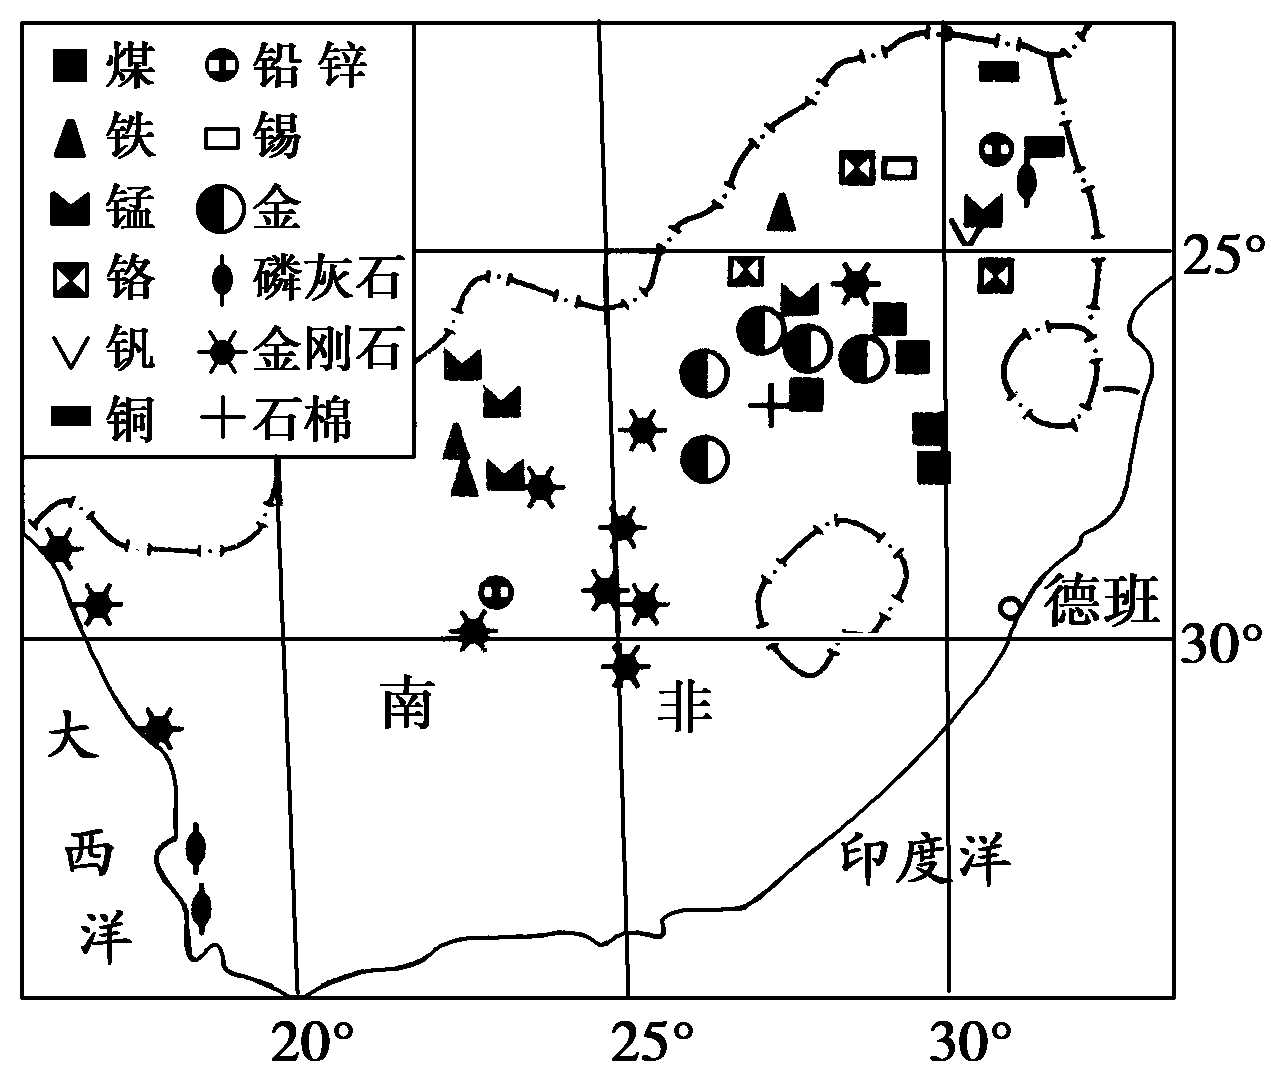 煤 铅锌
铁 锡
锰 金
铬 磷灰石
钒 金刚石
铜 石棉
25°
德班
30°
南 非
大
西
洋
印度洋
20° 25° 30°